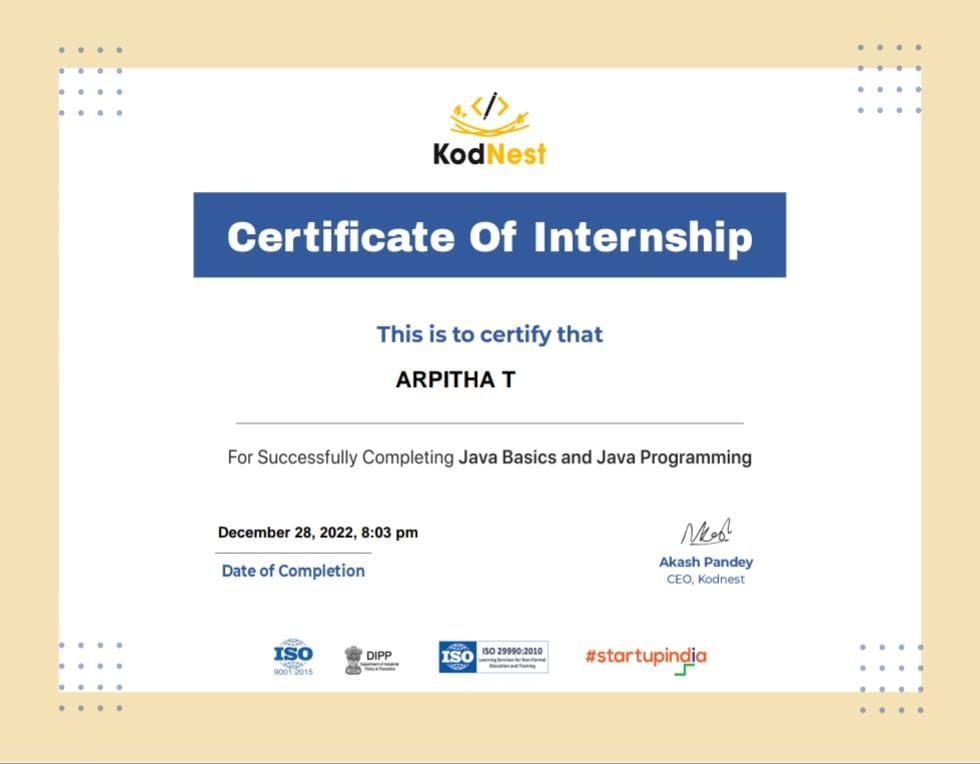 KodNest
Certificate Of Internship
This is to certify that
ARPITHA T
For Successfully Completing Java Basics and Java Programming
December 28, 2022, 8:03 pm
Date of Completion
Akash Pandey
CEO, Kodnest
ISO
9001:2015
DIPP
Department of Industrial
Policy & Promotion
ISO
ISO 29990:2010
Learning Services for Non-Formal
Education and Training
#startupindia